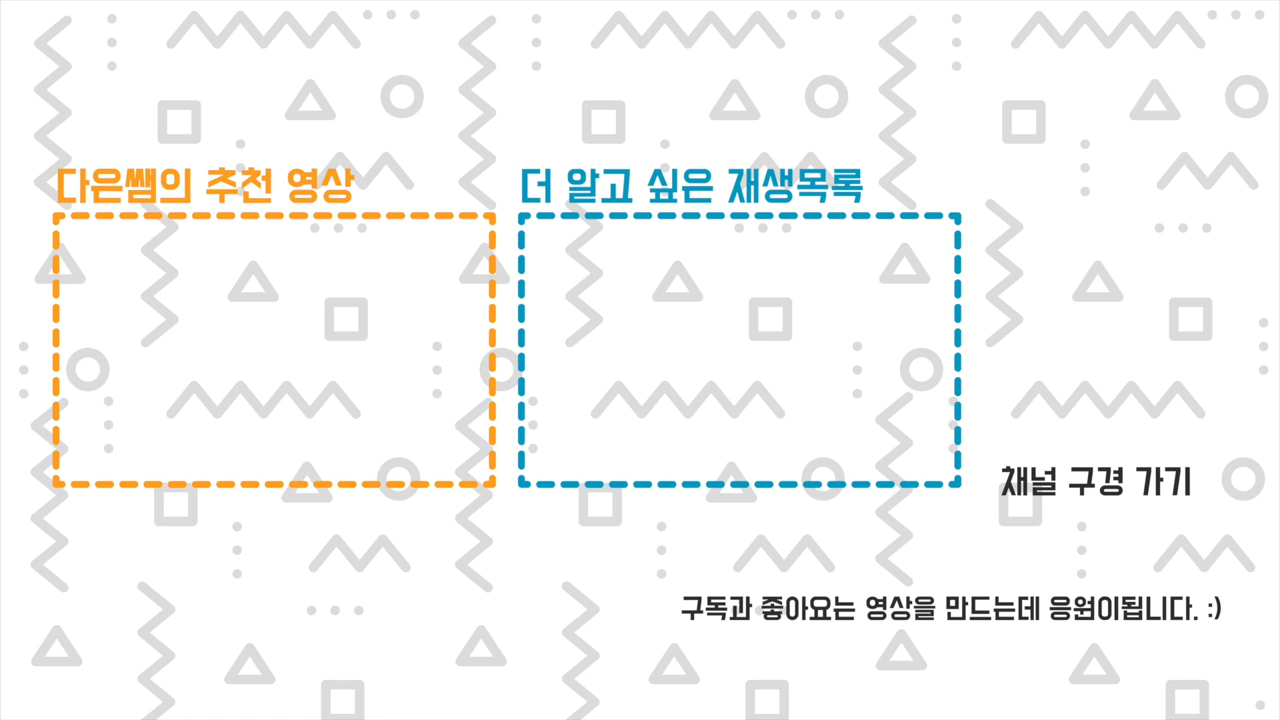 다은쌤의 추천 영상
더 알고 싶은 재생목록
채널 구경 가기
구독과 좋아요는 영상을 만드는데 응원이됩니다. :)